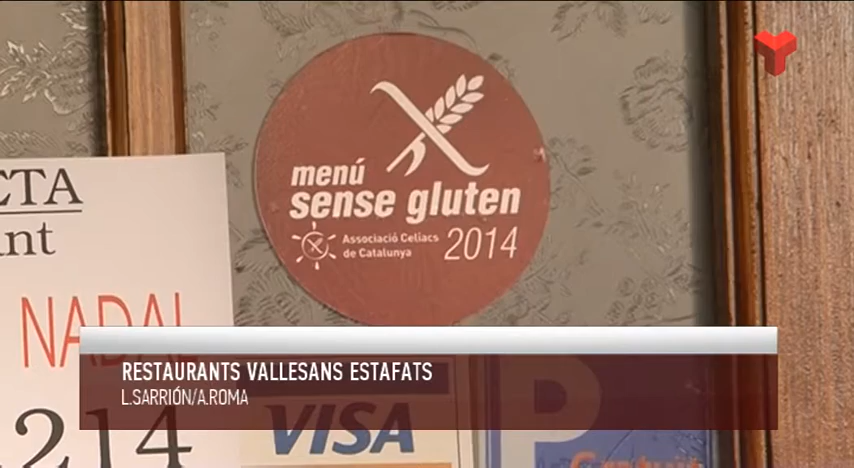 menú
sense gluten
Associació Celíacs
de Catalunya
2014
CTA
nt
NADAL
214
RESTAURANTS VALLESANS ESTAFATS
L.SARRIÓN/A.ROMA
VISA
P